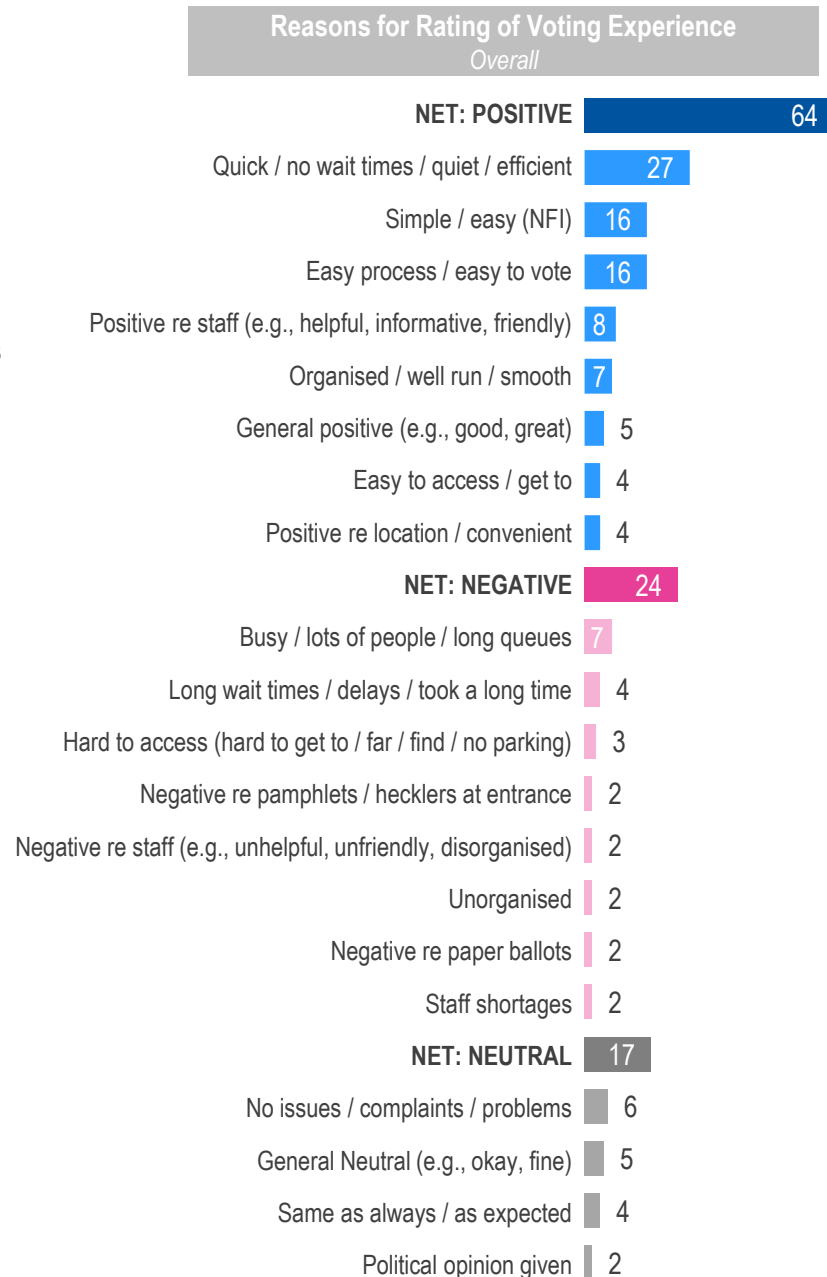 Reasons for Rating of Voting Experience
Overall
NET: POSITIVE 64
Quick / no wait times / quiet / efficient 27
Simple / easy (NFI) 16
Easy process / easy to vote 16
Positive re staff (e.g., helpful, informative, friendly) 8
Organised / well run / smooth 7
General positive (e.g., good, great) 5
Easy to access / get to 4
Positive re location / convenient 4
NET: NEGATIVE 24
Busy / lots of people / long queues 7
Long wait times / delays / took a long time 4
Hard to access (hard to get to / far / find / no parking) 3
Negative re pamphlets / hecklers at entrance 2
Negative re staff (e.g., unhelpful, unfriendly, disorganised) 2
Unorganised 2
Negative re paper ballots 2
Staff shortages 2
NET: NEUTRAL 17
No issues / complaints / problems 6
General Neutral (e.g., okay, fine) 5
Same as always / as expected 4
Political opinion given 2